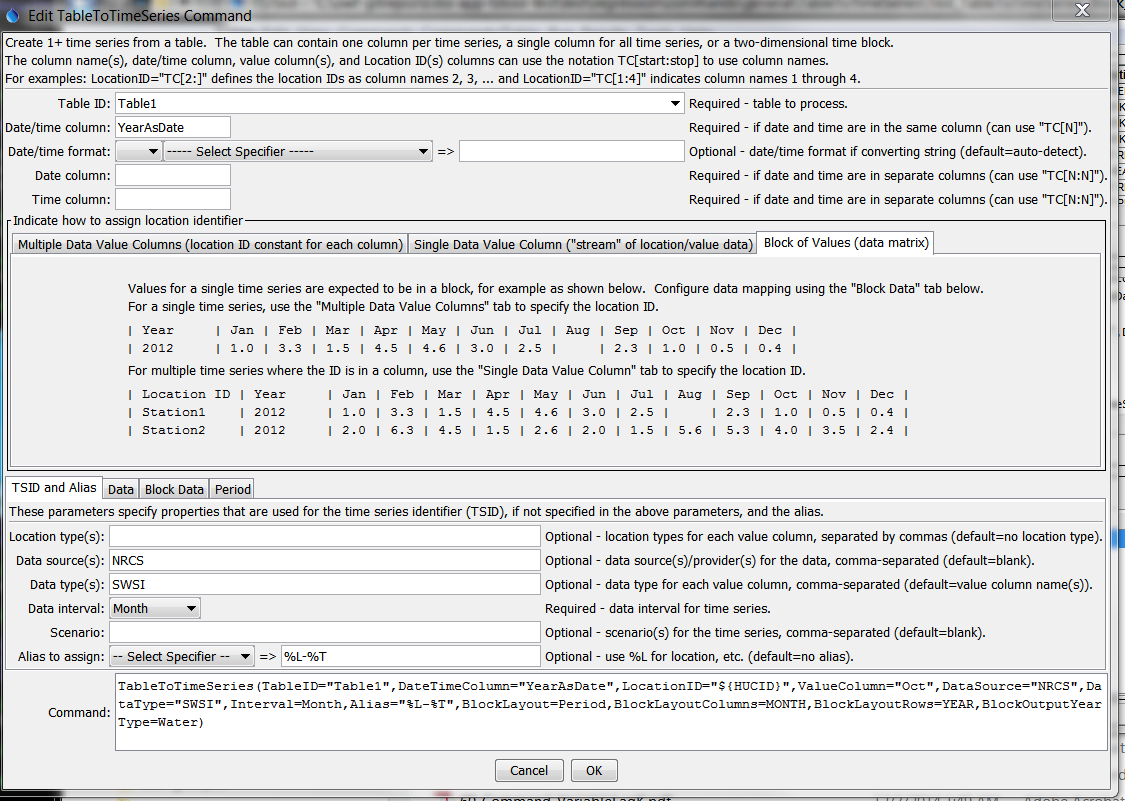 Edit TableToTimeSeries Command
Create 1+ time series from a table.  The table can contain one column per time series, a single column for all time series, or a two-dimensional time block.
The column name(s), date/time column, value column(s), and Location ID(s) columns can use the notation TC[start:stop] to use column names.
For examples: LocationID="TC[2:]" defines the location IDs as column names 2, 3, ... and LocationID="TC[1:4]" indicates column names 1 through 4.
Table ID: Table1 Required - table to process.
Date/time column: YearAsDate Required - if date and time are in the same column (can use "TC[N]").
Date/time format: ----- Select Specifier ----- => Optional - date/time format if converting string (default=auto-detect).
Date column: Required - if date and time are in separate columns (can use "TC[N:N]").
Time column: Required - if date and time are in separate columns (can use "TC[N:N]").
Indicate how to assign location identifier
Multiple Data Value Columns (location ID constant for each column) Single Data Value Column ("stream" of location/value data) Block of Values (data matrix)
Values for a single time series are expected to be in a block, for example as shown below.  Configure data mapping using the "Block Data" tab below.
For a single time series, use the "Multiple Data Value Columns" tab to specify the location ID.
| Year | Jan | Feb | Mar | Apr | May | Jun | Jul | Aug | Sep | Oct | Nov | Dec |
| 2012 | 1.0 | 3.3 | 1.5 | 4.5 | 4.6 | 3.0 | 2.5 | | 2.3 | 1.0 | 0.5 | 0.4 |
For multiple time series where the ID is in a column, use the "Single Data Value Column" tab to specify the location ID.
| Location ID | Year | Jan | Feb | Mar | Apr | May | Jun | Jul | Aug | Sep | Oct | Nov | Dec |
| Station1 | 2012 | 1.0 | 3.3 | 1.5 | 4.5 | 4.6 | 3.0 | 2.5 | | 2.3 | 1.0 | 0.5 | 0.4 |
| Station2 | 2012 | 2.0 | 6.3 | 4.5 | 1.5 | 2.6 | 2.0 | 1.5 | 5.6 | 5.3 | 4.0 | 3.5 | 2.4 |
TSID and Alias Data Block Data Period
These parameters specify properties that are used for the time series identifier (TSID), if not specified in the above parameters, and the alias.
Location type(s): Optional - location types for each value column, separated by commas (default=no location type).
Data source(s): NRCS Optional - data source(s)/provider(s) for the data, comma-separated (default=blank).
Data type(s): SWSI Optional - data type for each value column, comma-separated (default=value column name(s)).
Data interval: Month Required - data interval for time series.
Scenario: Optional - scenario(s) for the time series, comma-separated (default=blank).
Alias to assign: -- Select Specifier -- => %L-%T Optional - use %L for location, etc. (default=no alias).
Command: TableToTimeSeries(TableID="Table1",DateTimeColumn="YearAsDate",LocationID="${HUCID}",ValueColumn="Oct",DataSource="NRCS",Da
taType="SWSI",Interval=Month,Alias="%L-%T",BlockLayout=Period,BlockLayoutColumns=MONTH,BlockLayoutRows=YEAR,BlockOutputYear
Type=Water)
Cancel OK